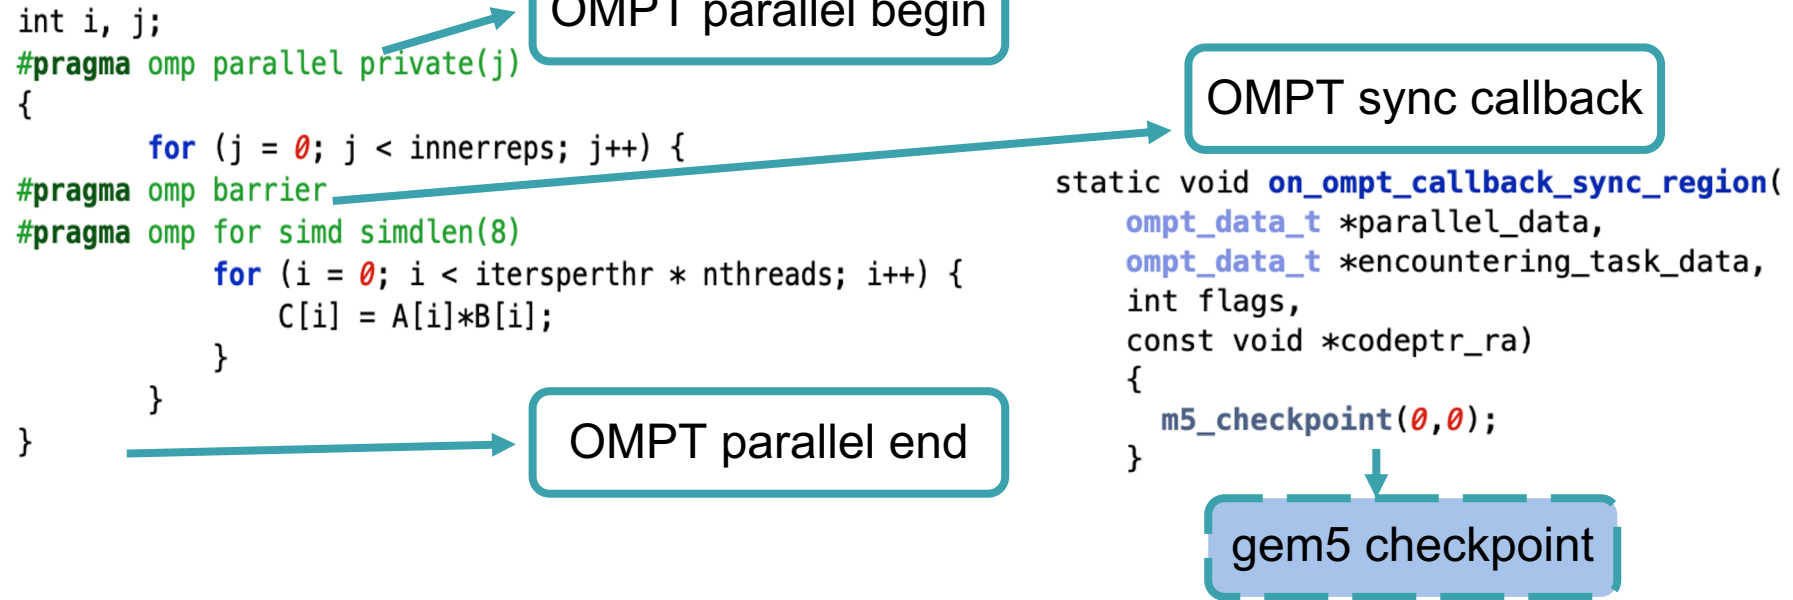 OMPT parallel begin
int i, j;
#pragma omp parallel private(j)
{
for (j = 0; j < innerreps; j++) {
#pragma omp barrier
#pragma omp for simd simdlen(8)
for (i = 0; i < itersperthr * nthreads; i++) {
C[i] = A[i]*B[i];
}
}
}
OMPT parallel end
OMPT sync callback
static void on_ompt_callback_sync_region(
ompt_data_t *parallel_data,
ompt_data_t *encountering_task_data,
int flags,
const void *codeptr_ra)
{
m5_checkpoint(0,0);
}
gem5 checkpoint